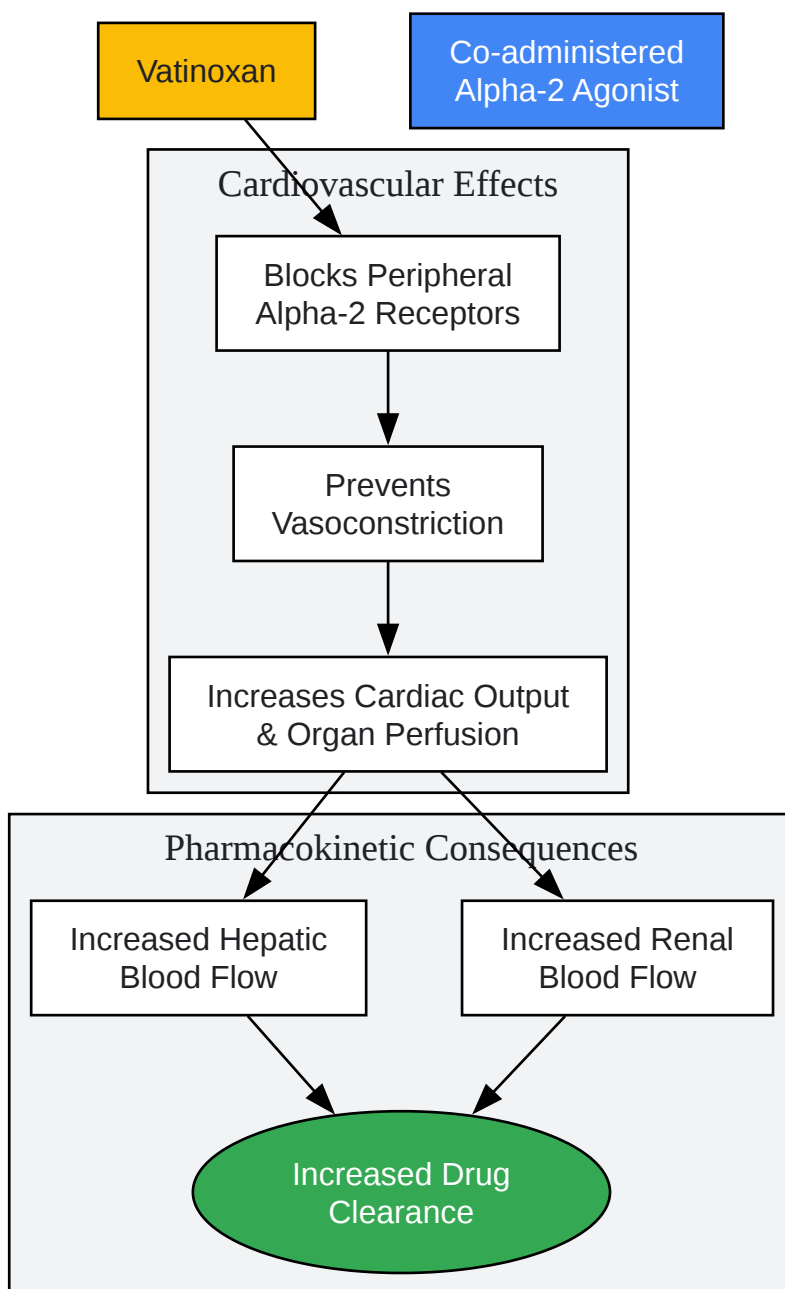 Vatinoxan
Co-administered
Alpha-2 Agonist
Cardiovascular Effects
Blocks Peripheral
Alpha-2 Receptors
Prevents
Vasoconstriction
Increases Cardiac Output
& Organ Perfusion
Pharmacokinetic Consequences
Increased Hepatic
Blood Flow
Increased Renal
Blood Flow
Increased Drug
Clearance